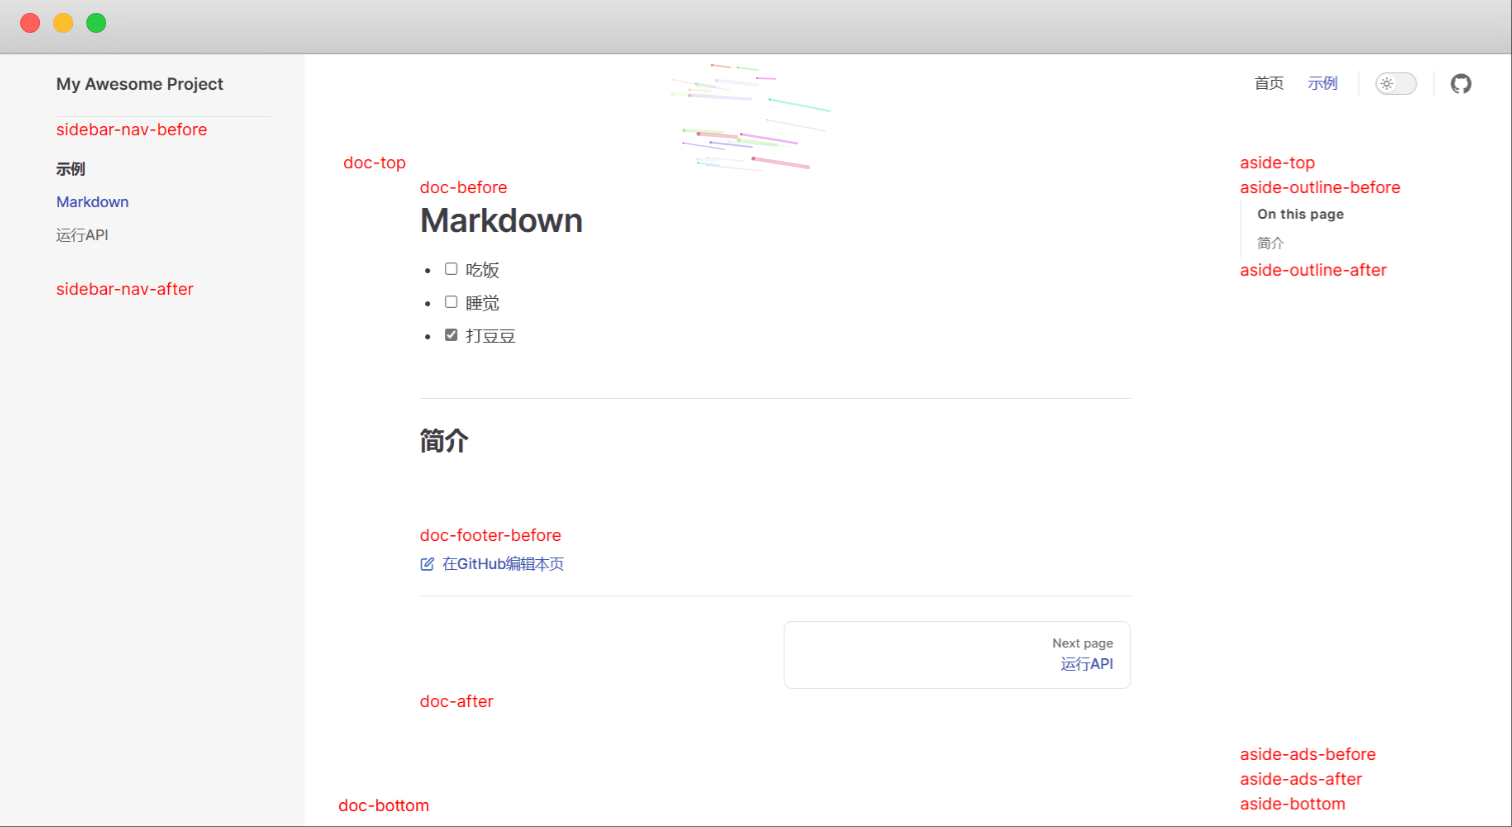 My Awesome Project
首页
示例
sidebar-nav-before
示例
Markdown
运行API
sidebar-nav-after
doc-top
doc-before
Markdown
吃饭
睡觉
打豆豆
简介
doc-footer-before
在GitHub编辑本页
Next page
运行API
doc-after
doc-bottom
aside-top
aside-outline-before
On this page
简介
aside-outline-after
aside-ads-before
aside-ads-after
aside-bottom